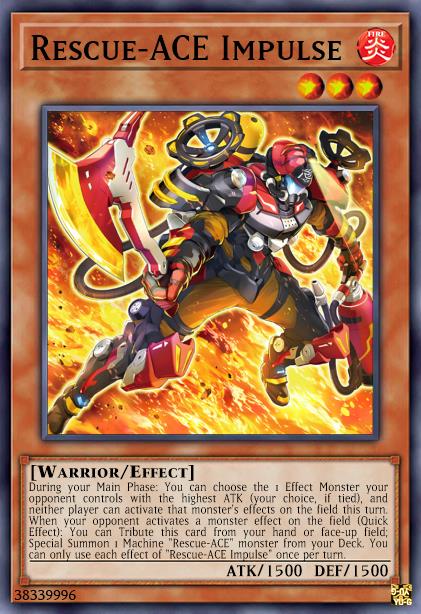 Rescue-ACE Impulse
FIRE
炎
[Warrior/Effect]
During your Main Phase: You can choose the 1 Effect Monster your
opponent controls with the highest ATK (your choice, if tied), and
neither player can activate that monster's effects on the field this turn.
When your opponent activates a monster effect on the field (Quick
Effect): You can Tribute this card from your hand or face-up field;
Special Summon 1 Machine "Rescue-ACE" monster from your Deck. You
can only use each effect of "Rescue-ACE Impulse" once per turn.
ATK/1500 DEF/1500
38339996